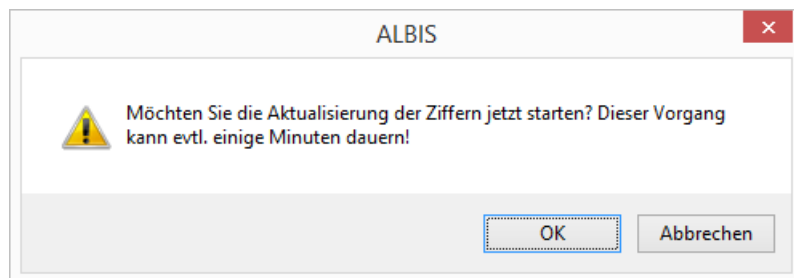 ALBIS
Möchten Sie die Aktualisierung der Ziffern jetzt starten? Dieser Vorgang
kann evtl. einige Minuten dauern!
OK
Abbrechen